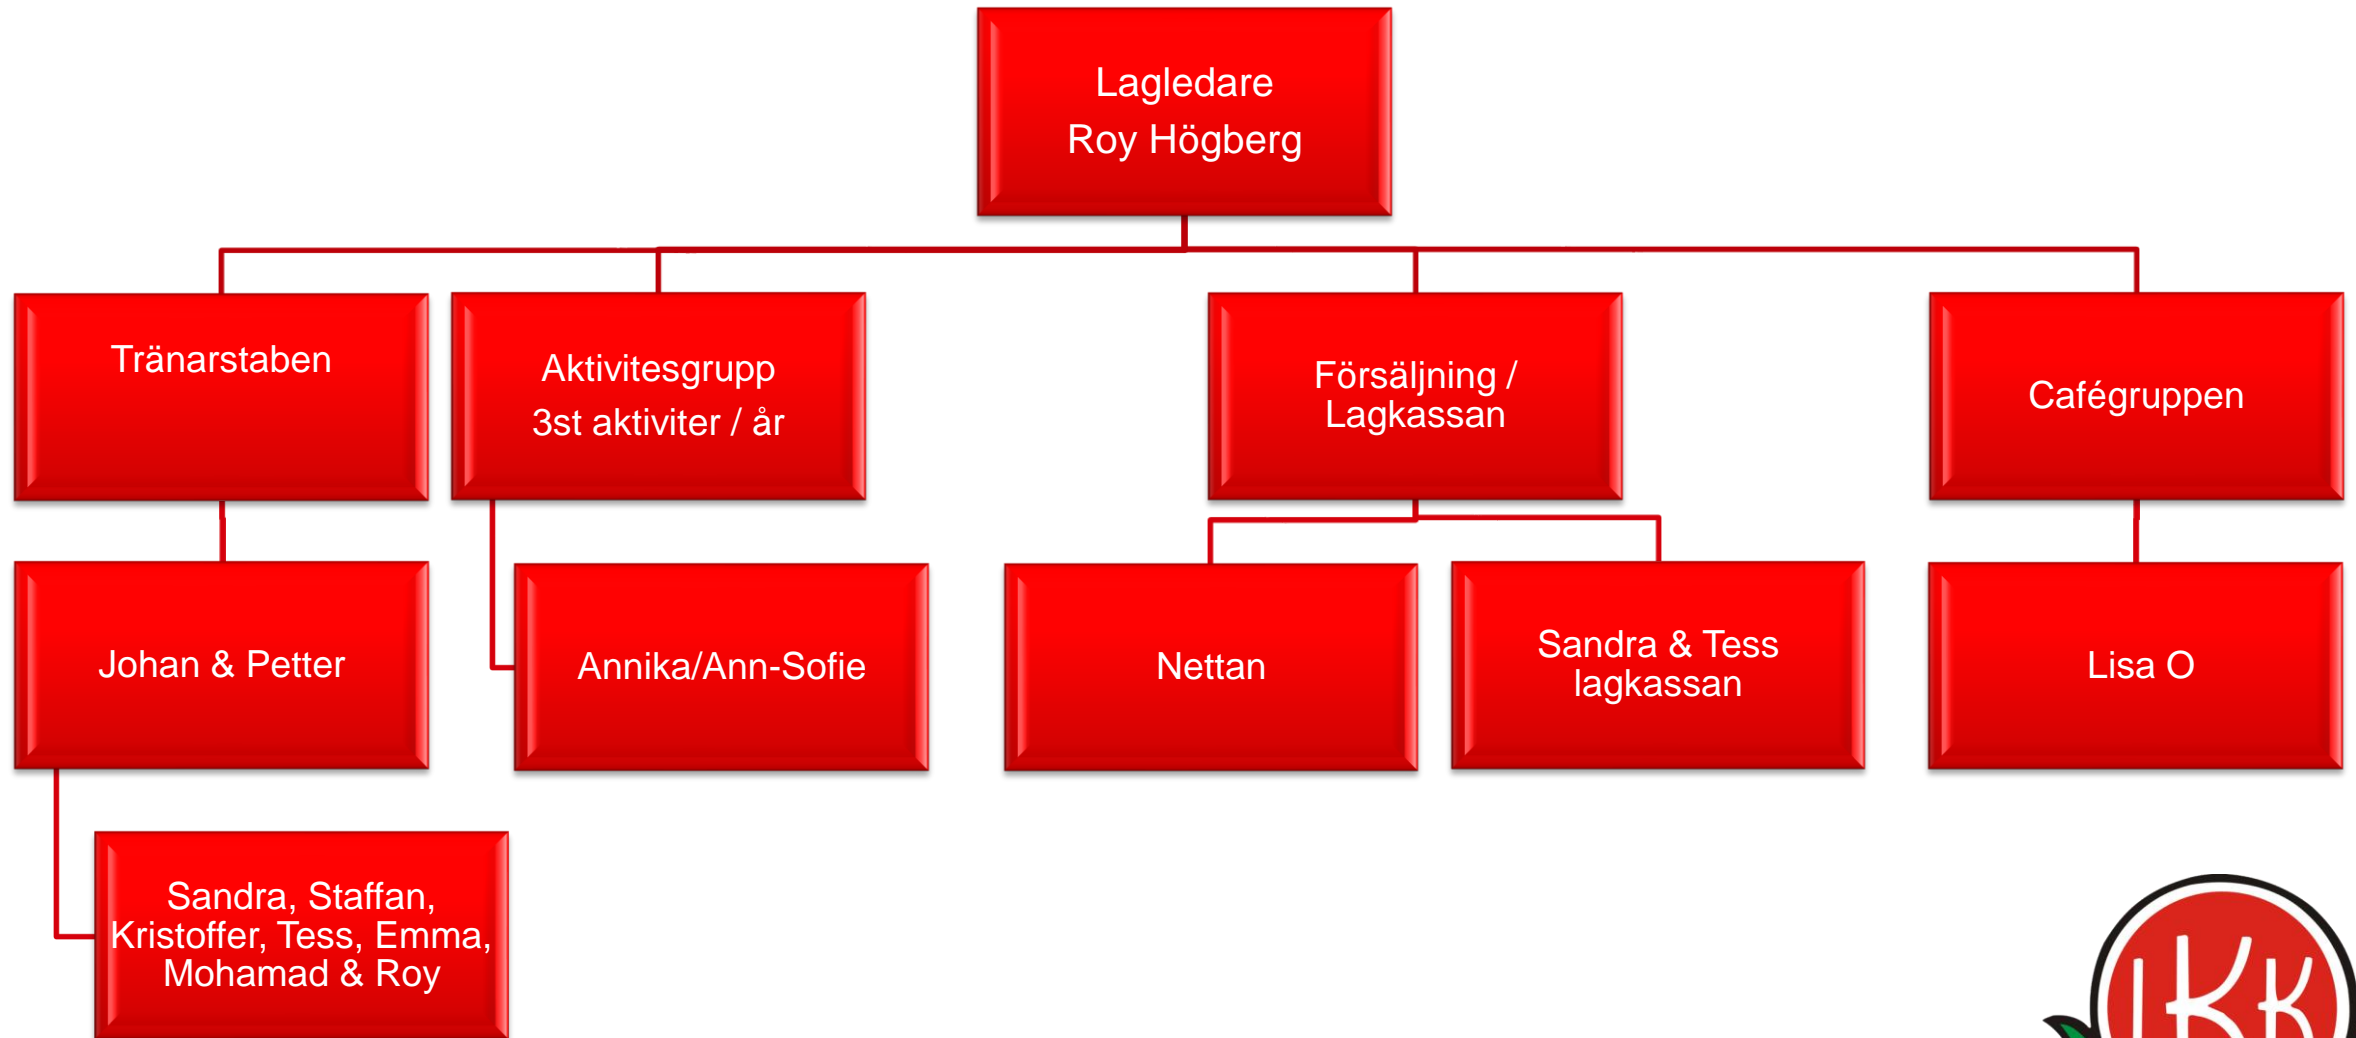 Lagledare
Roy Högberg
Tränarstaben
Aktivitesgrupp
3st aktiviter / år
Försäljning /
Lagkassan
Cafégruppen
Johan & Petter
Annika/Ann-Sofie
Nettan
Sandra & Tess
lagkassan
Lisa O
Sandra, Staffan,
Kristoffer, Tess, Emma,
Mohamad & Roy
IKK